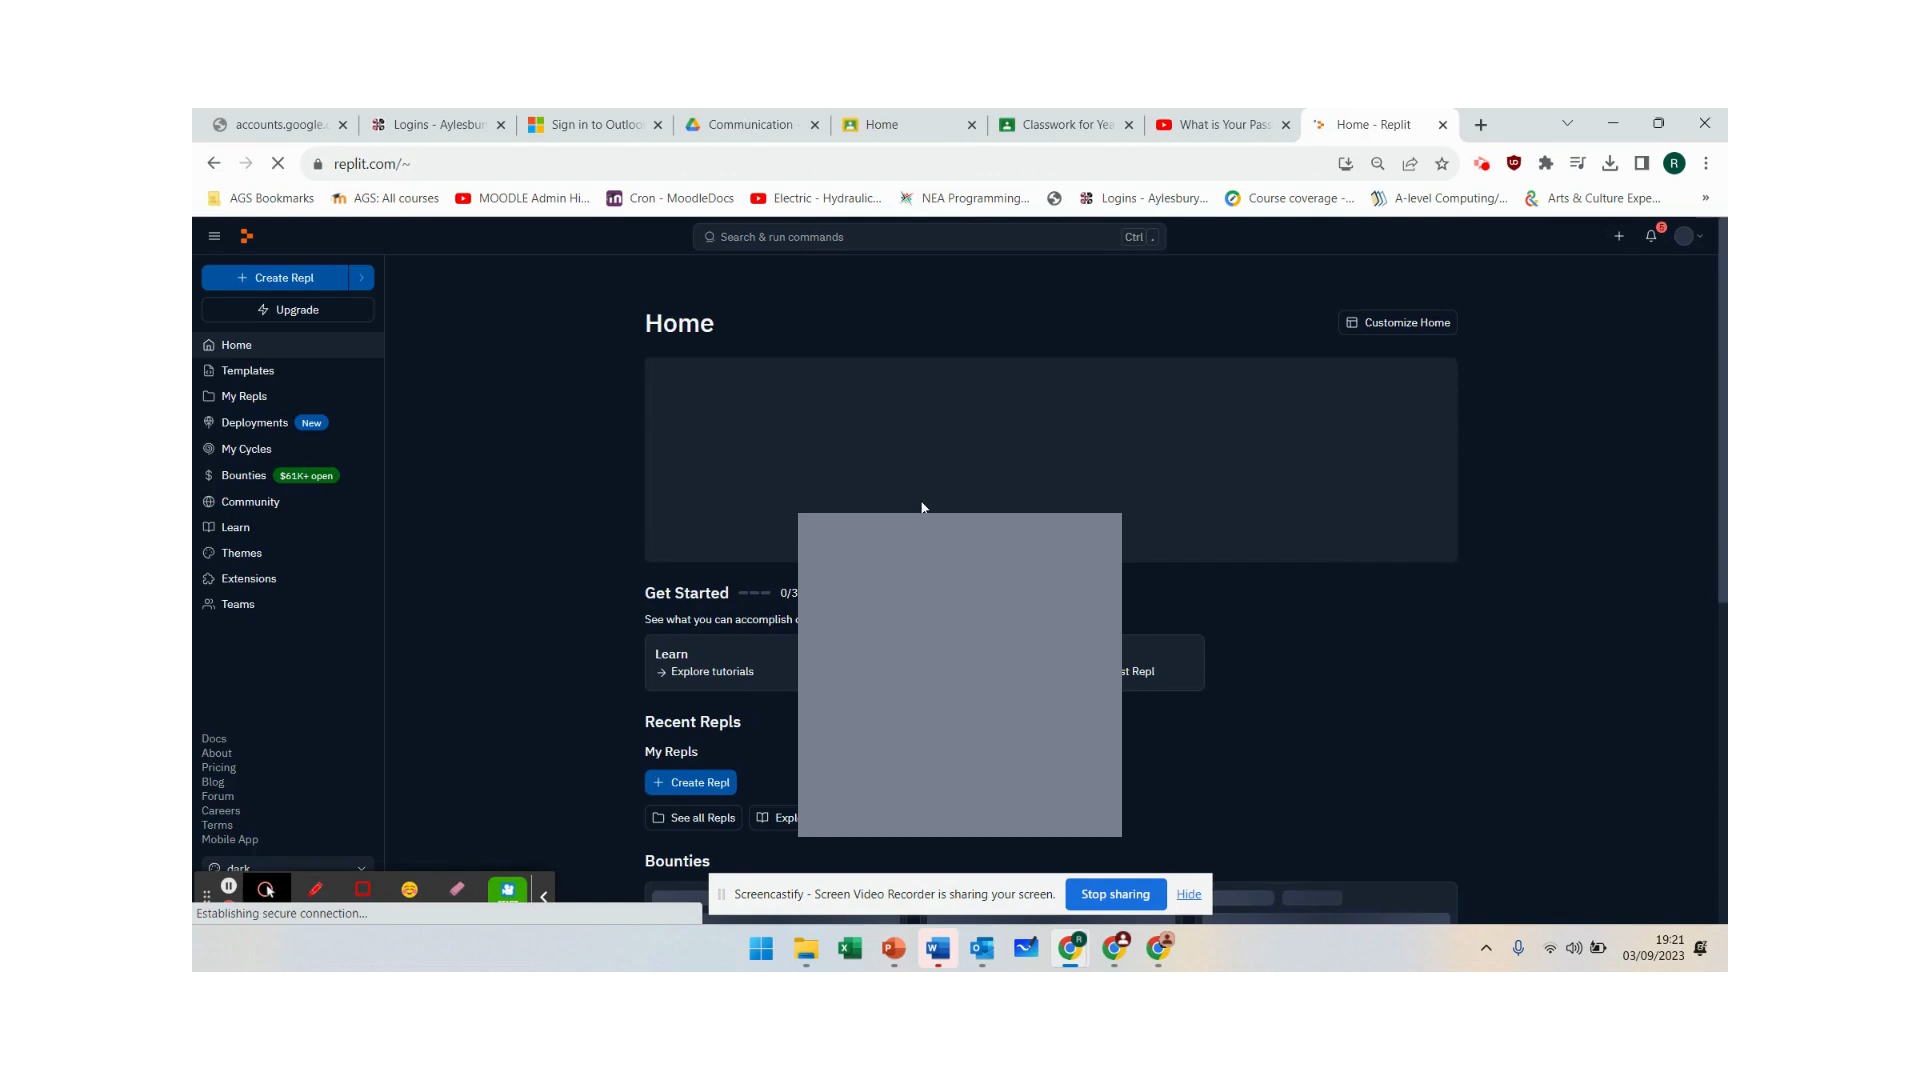 accounts.google.c
Logins - Aylesbur
Sign in to Outloo
Communication -
Home
Classwork for Yea
What is Your Pass
Home - Replit
replit.com/~
R
AGS Bookmarks
AGS: All courses
MOODLE Admin Hi...
Cron - MoodleDocs
Electric - Hydraulic...
NEA Programming...
Logins - Aylesbury...
Course coverage -...
A-level Computing/...
Arts & Culture Expe...
»
Search & run commands
Ctrl .
Create Repl
Upgrade
Home
Templates
My Repls
Deployments New
My Cycles
Bounties $61K+ open
Community
Learn
Themes
Extensions
Teams
Docs
About
Pricing
Blog
Forum
Careers
Terms
Mobile App
dark
Home
Customize Home
Get Started 0/3
See what you can accomplish
Learn
Explore tutorials
st Repl
Recent Repls
My Repls
Create Repl
See all Repls
Expl
Bounties
Screencastify - Screen Video Recorder is sharing your screen.
Stop sharing
Hide
Establishing secure connection...
19:21
03/09/2023